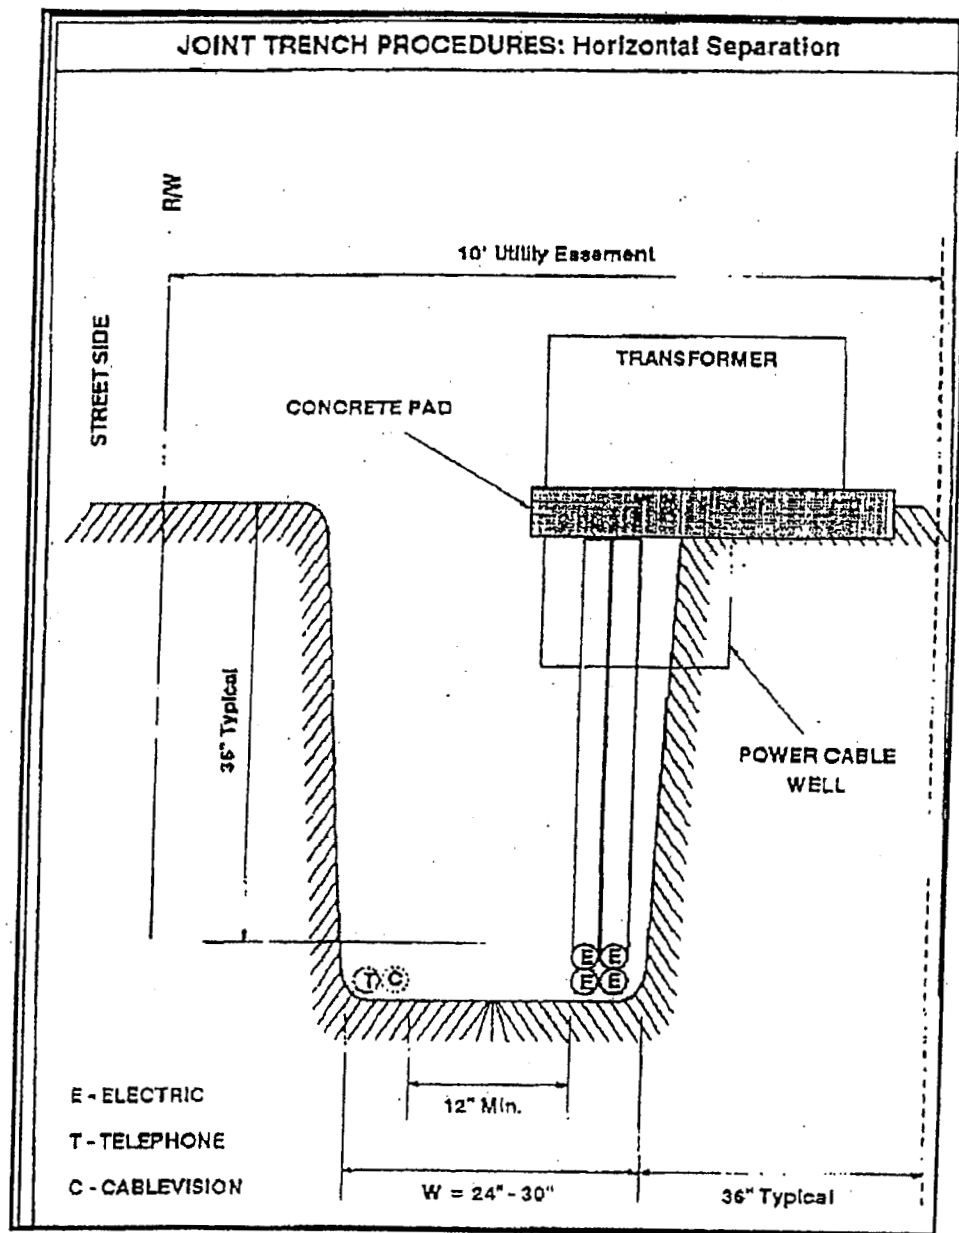 JOINT TRENCH PROCEDURES: Horizontal Separation
R/W
10' Utility Easement
STREET SIDE
TRANSFORMER
CONCRETE PAD
36" Typical
POWER CABLE
WELL
E E
T C E E
12" Min.
E - ELECTRIC
T - TELEPHONE
C - CABLEVISION
W = 24" - 30"
36" Typical